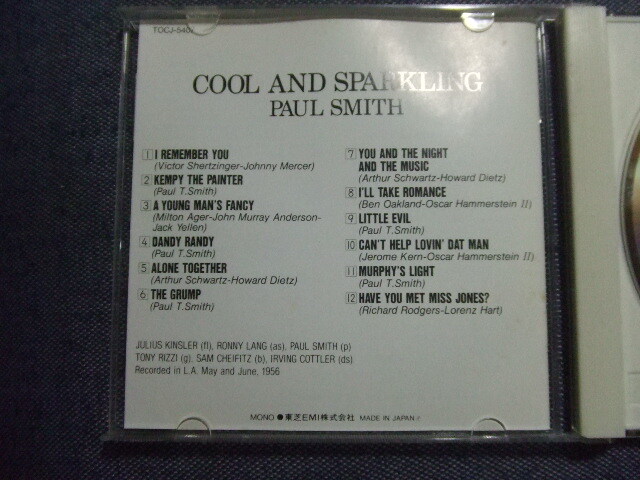 TOCJ-5407
COOL AND SPARKLING
PAUL SMITH
1 I REMEMBER YOU
(Victor Shertzinger-Johnny Mercer)
2 KEMPY THE PAINTER
(Paul T.Smith)
3 A YOUNG MAN'S FANCY
(Milton Ager-John Murray Anderson-
Jack Yellen)
4 DANDY RANDY
(Paul T.Smith)
5 ALONE TOGETHER
(Arthur Schwartz-Howard Dietz)
6 THE GRUMP
(Paul T.Smith)
7 YOU AND THE NIGHT
AND THE MUSIC
(Arthur Schwartz-Howard Dietz)
8 I'LL TAKE ROMANCE
(Ben Oakland-Oscar Hammerstein II)
9 LITTLE EVIL
(Paul T.Smith)
10 CAN'T HELP LOVIN' DAT MAN
(Jerome Kern-Oscar Hammerstein II)
11 MURPHY'S LIGHT
(Paul T.Smith)
12 HAVE YOU MET MISS JONES?
(Richard Rodgers-Lorenz Hart)
JULIUS KINSLER (fl), RONNY LANG (as), PAUL SMITH (p)
TONY RIZZI (g), SAM CHEIFITZ (b), IRVING COTTLER (ds)
Recorded in L.A. May and June, 1956
MONO ● 東芝EMI株式会社 MADE IN JAPAN